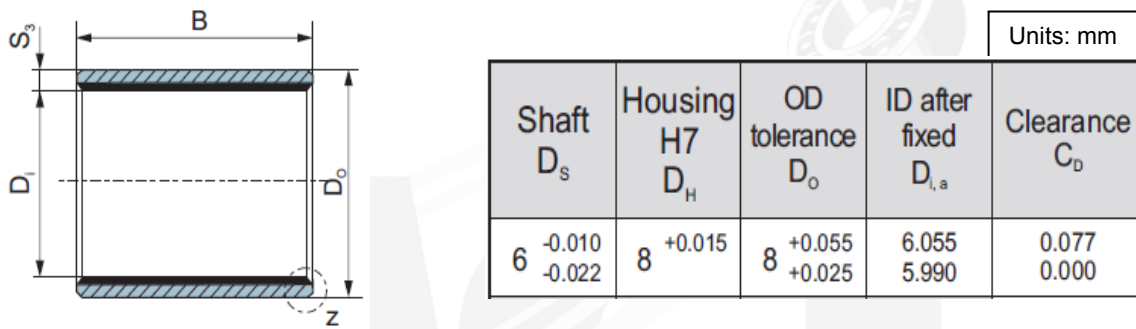 B
S₃
Dᵢ
Dₒ
z
Units: mm
Shaft
Dₛ
Housing
H7
D_H
OD
tolerance
Dₒ
ID after
fixed
Dᵢ, ₐ
Clearance
C_D
6 -0.010
-0.022
8 +0.015
8 +0.055
+0.025
6.055
5.990
0.077
0.000